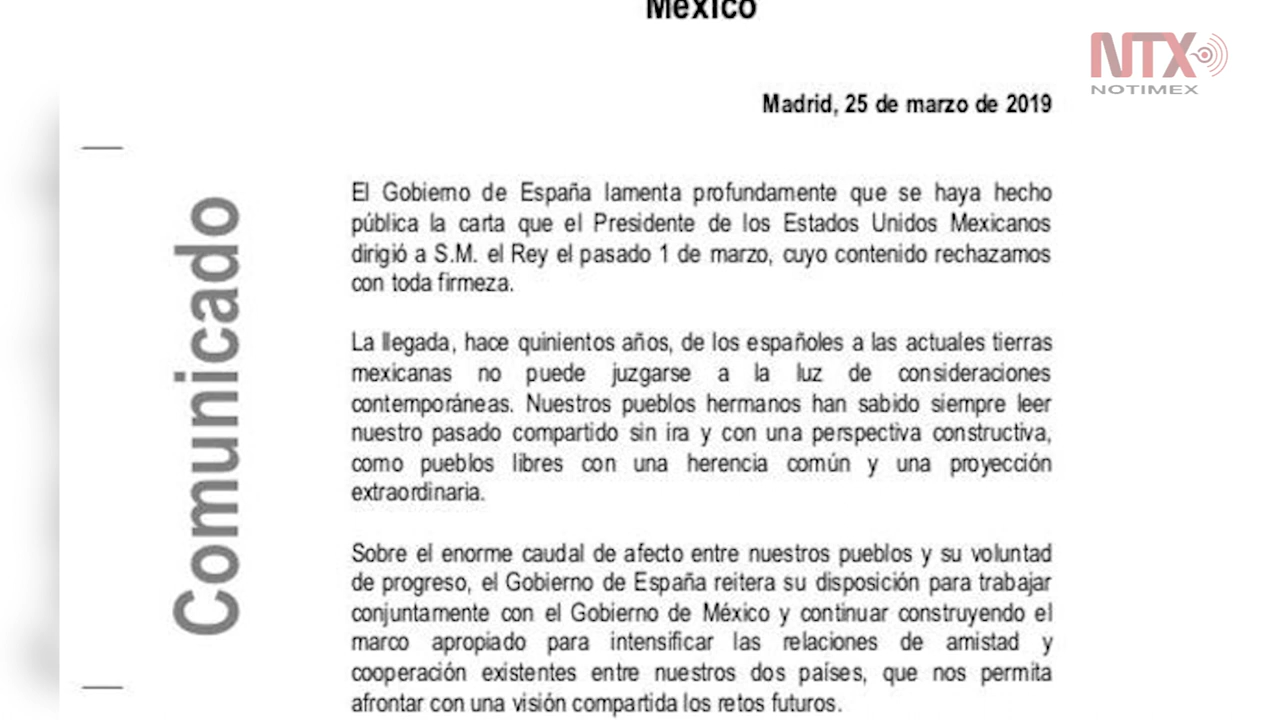 México
NTX
NOTIMEX
Madrid, 25 de marzo de 2019
Comunicado
El Gobierno de España lamenta profundamente que se haya hecho
pública la carta que el Presidente de los Estados Unidos Mexicanos
dirigió a S.M. el Rey el pasado 1 de marzo, cuyo contenido rechazamos
con toda firmeza.
La llegada, hace quinientos años, de los españoles a las actuales tierras
mexicanas no puede juzgarse a la luz de consideraciones
contemporáneas. Nuestros pueblos hermanos han sabido siempre leer
nuestro pasado compartido sin ira y con una perspectiva constructiva,
como pueblos libres con una herencia común y una proyección
extraordinaria.
Sobre el enorme caudal de afecto entre nuestros pueblos y su voluntad
de progreso, el Gobierno de España reitera su disposición para trabajar
conjuntamente con el Gobierno de México y continuar construyendo el
marco apropiado para intensificar las relaciones de amistad y
cooperación existentes entre nuestros dos países, que nos permita
afrontar con una visión compartida los retos futuros.